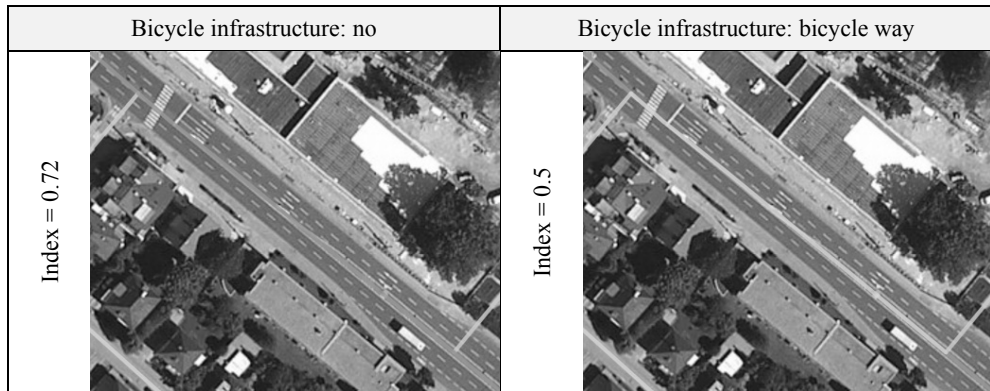 Bicycle infrastructure: no
Bicycle infrastructure: bicycle way
Index = 0.72
Index = 0.5